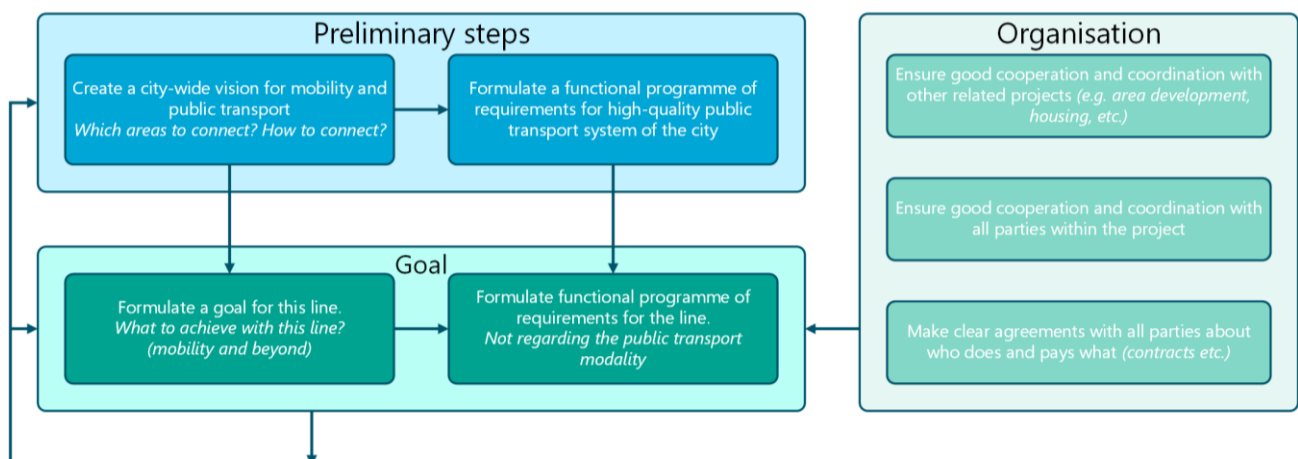 Preliminary steps
Create a city-wide vision for mobility and
public transport
Which areas to connect? How to connect?
Formulate a functional programme of
requirements for high-quality public
transport system of the city
Goal
Formulate a goal for this line.
What to achieve with this line?
(mobility and beyond)
Formulate functional programme of
requirements for the line.
Not regarding the public transport
modality
Organisation
Ensure good cooperation and coordination with
other related projects (e.g. area development,
housing, etc.)
Ensure good cooperation and coordination with
all parties within the project
Make clear agreements with all parties about
who does and pays what (contracts etc.)